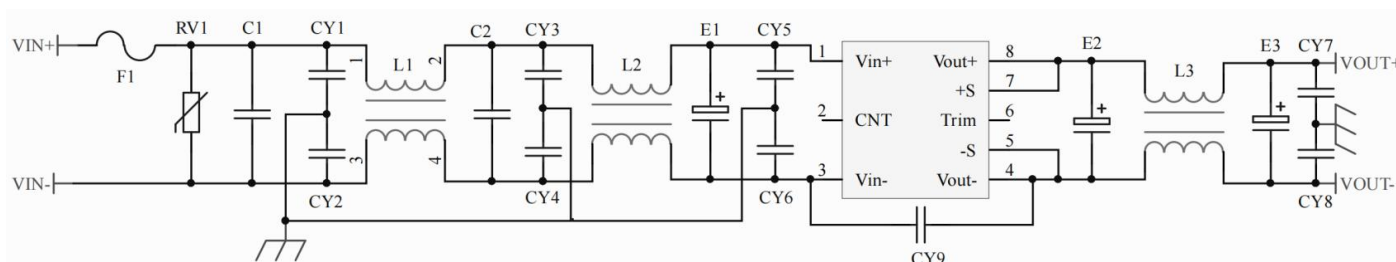 VIN+
F1
RV1
C1
CY1
CY2
1
2
L1
3
4
C2
CY3
CY4
L2
E1
+
CY5
CY6
1 Vin+ Vout+ 8
+S 7
2 CNT Trim 6
-S 5
3 Vin- Vout- 4
CY9
E2
+
L3
E3
+
CY7
CY8
VOUT+
VOUT-
VIN-